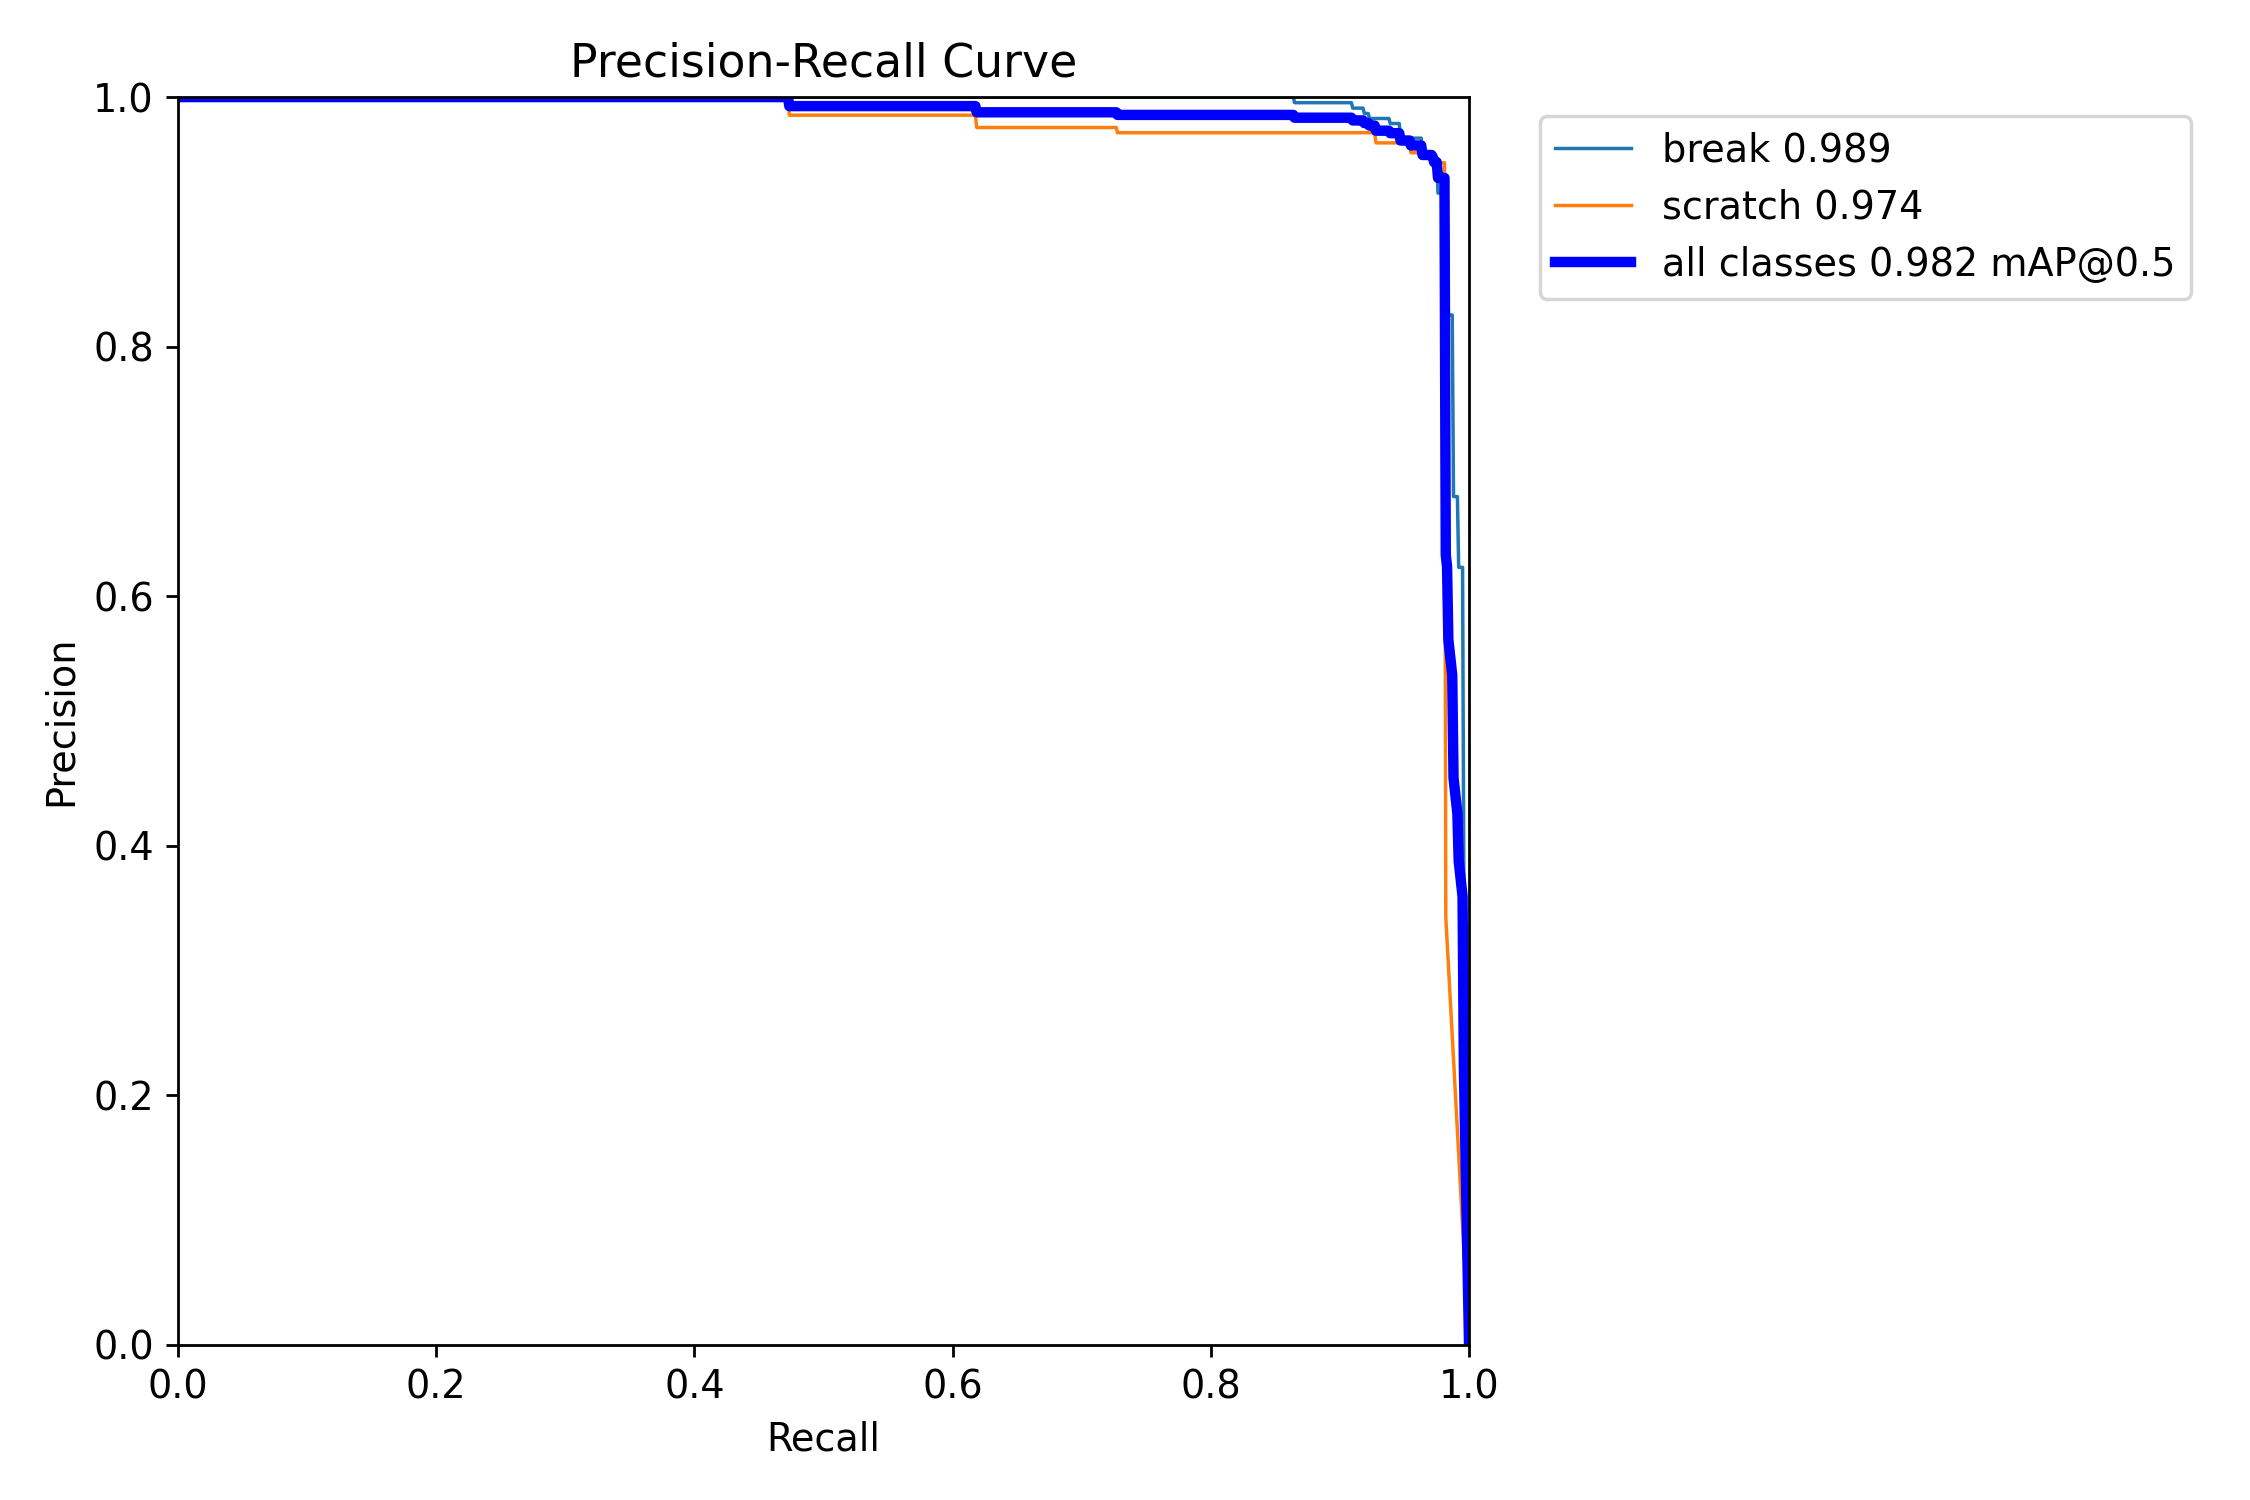 Precision-Recall Curve
1.0
0.8
0.6
0.4
0.2
0.0
Precision
0.0 0.2 0.4 0.6 0.8 1.0
Recall
break 0.989
scratch 0.974
all classes 0.982 mAP@0.5